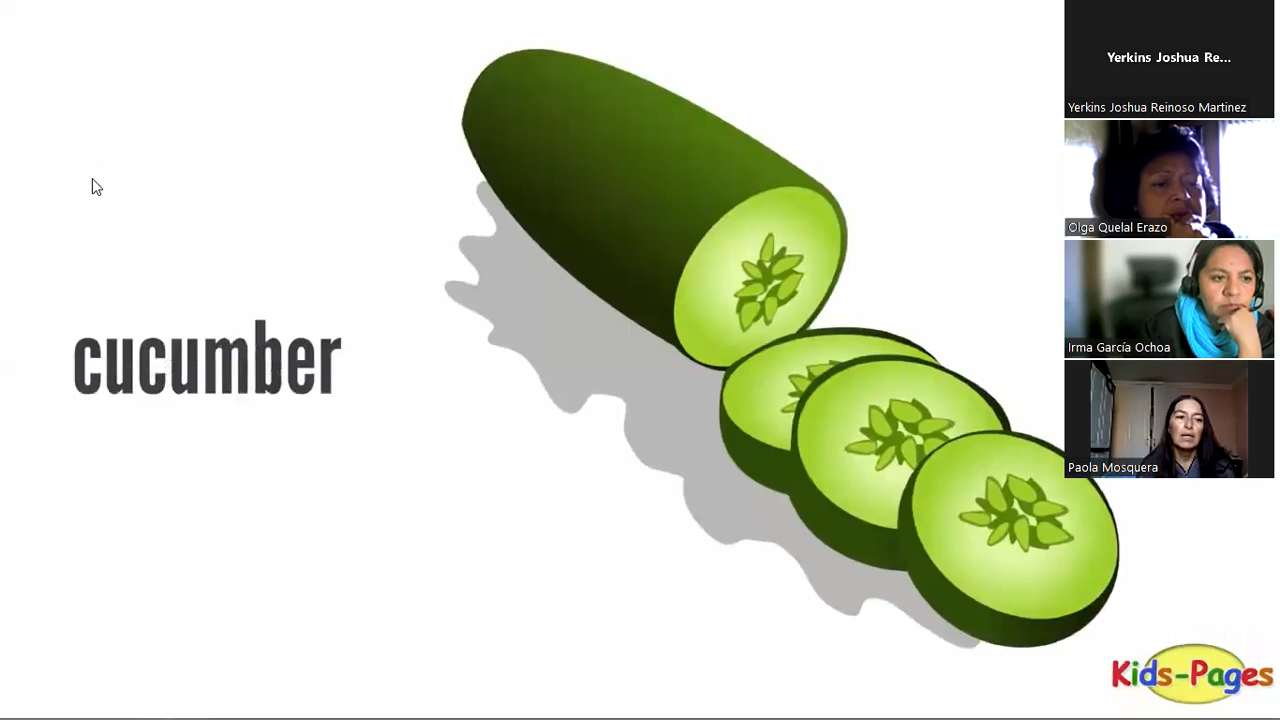 cucumber
Yerkins Joshua Re...
Yerkins Joshua Reinoso Martinez
Olga Quelal Erazo
Irma García Ochoa
Paola Mosquera
Kids-Pages